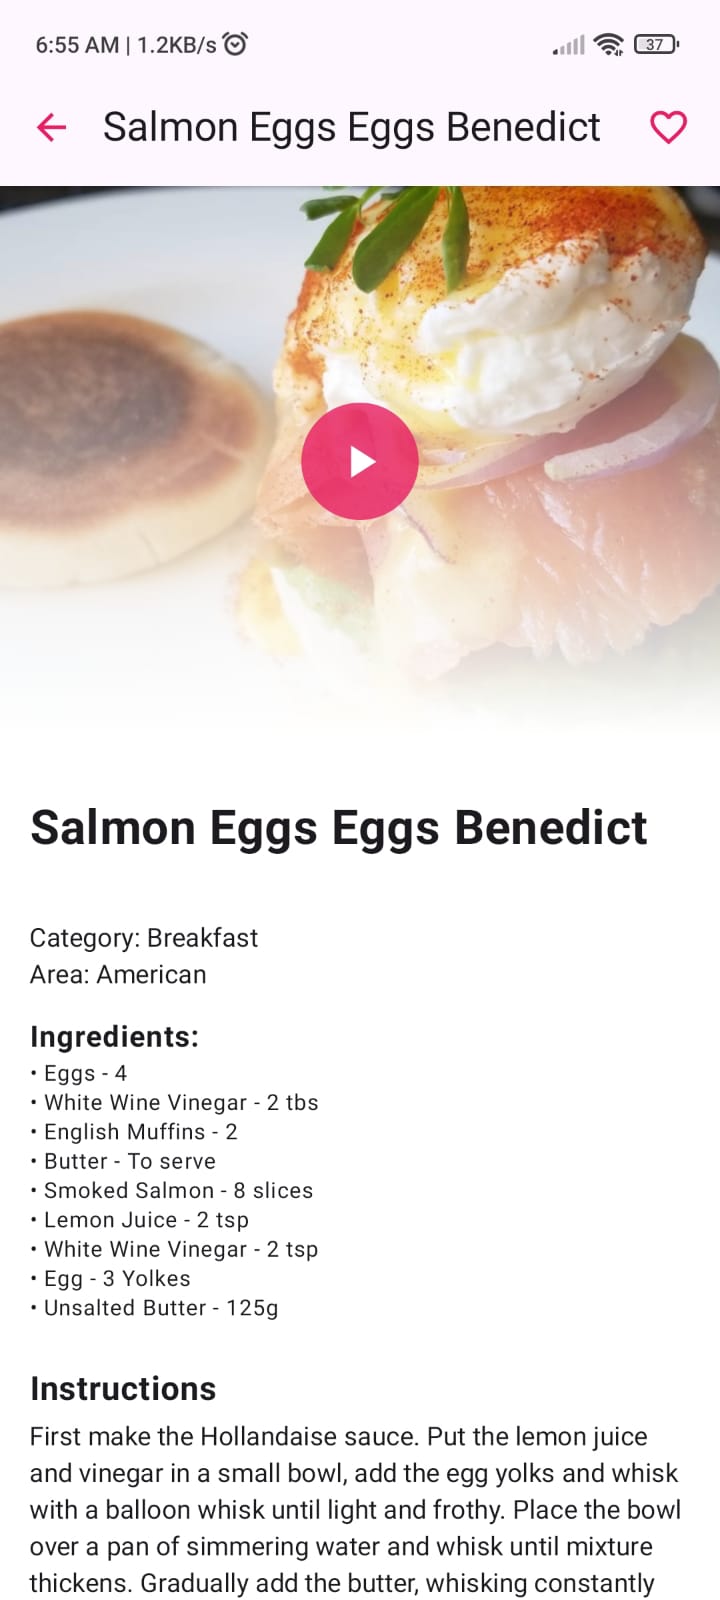 6:55 AM | 1.2KB/s
37
Salmon Eggs Eggs Benedict
Salmon Eggs Eggs Benedict
Category: Breakfast
Area: American
Ingredients:
• Eggs - 4
• White Wine Vinegar - 2 tbs
• English Muffins - 2
• Butter - To serve
• Smoked Salmon - 8 slices
• Lemon Juice - 2 tsp
• White Wine Vinegar - 2 tsp
• Egg - 3 Yolkes
• Unsalted Butter - 125g
Instructions
First make the Hollandaise sauce. Put the lemon juice
and vinegar in a small bowl, add the egg yolks and whisk
with a balloon whisk until light and frothy. Place the bowl
over a pan of simmering water and whisk until mixture
thickens. Gradually add the butter, whisking constantly